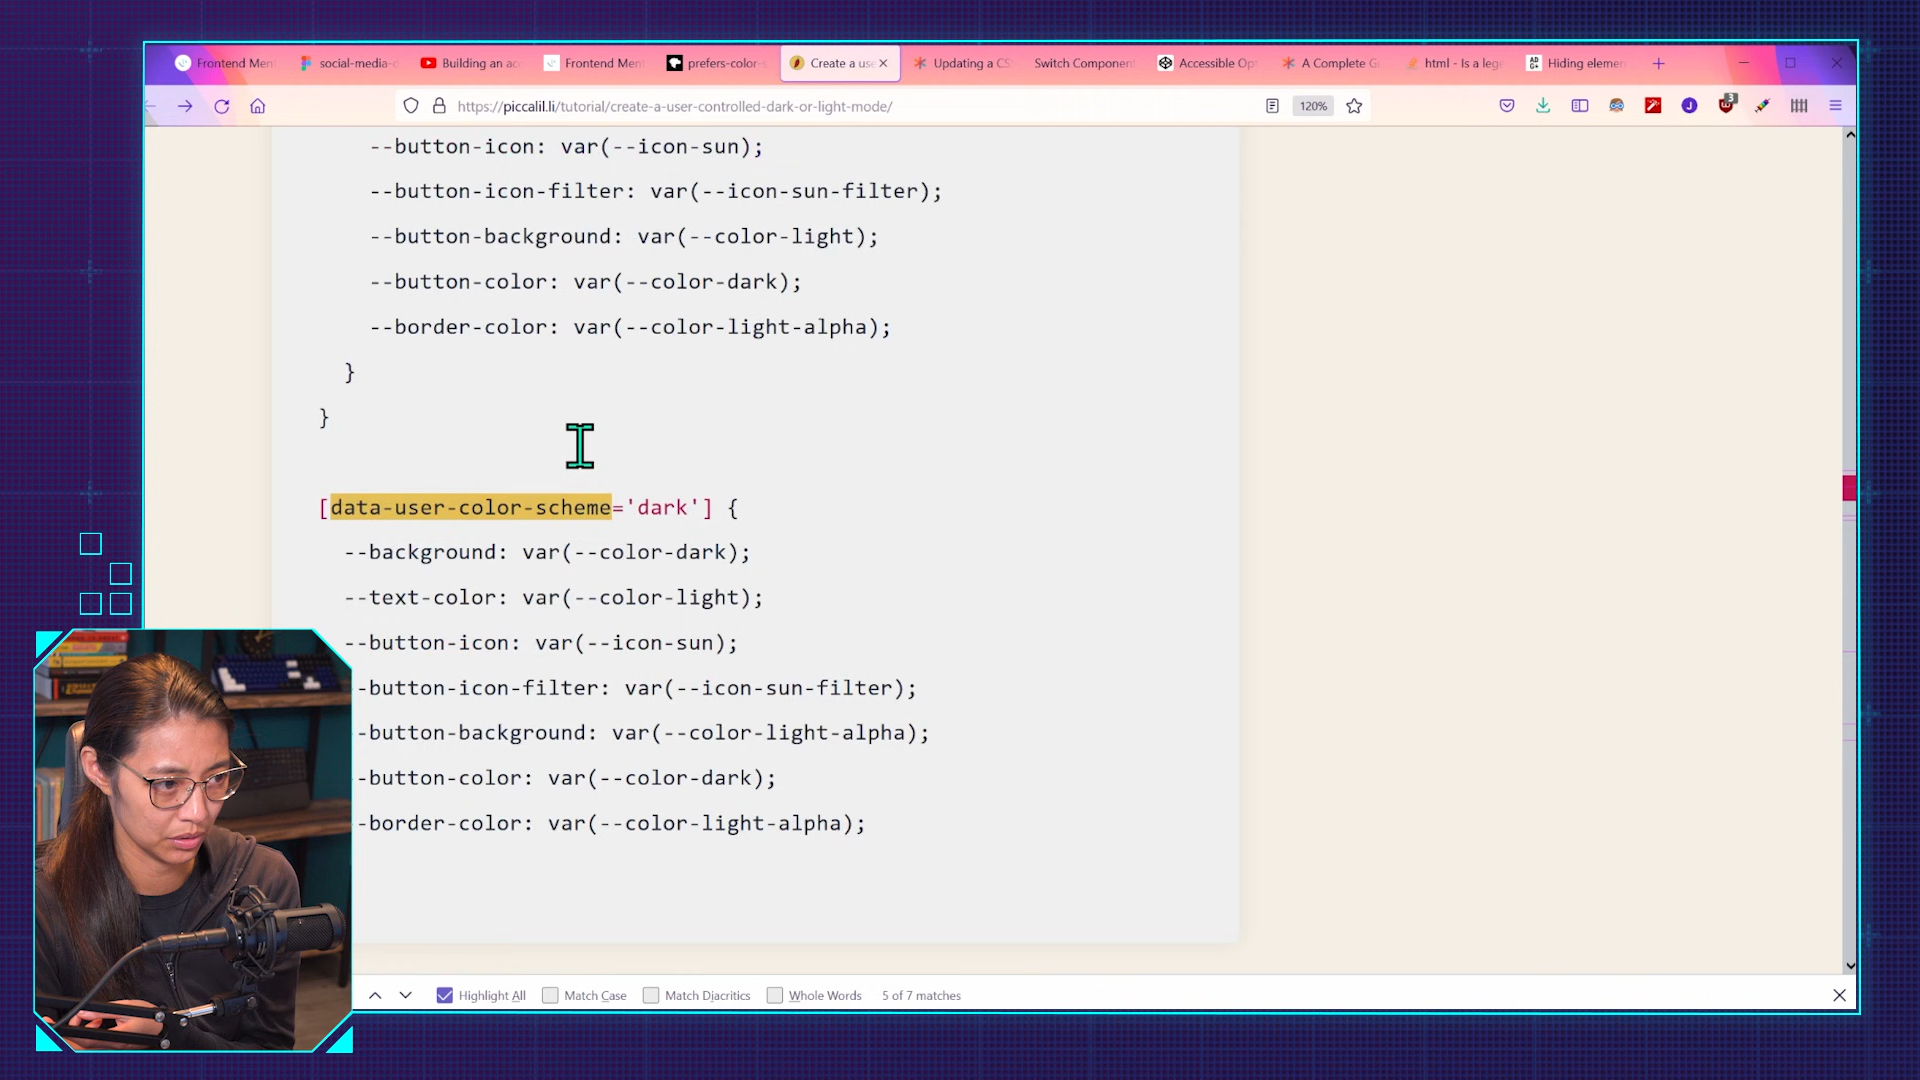 Frontend Men
social-media-
Building an ac
Frontend Men
prefers-color-
Create a use
Updating a CS
Switch Component
Accessible Op
A Complete G
html - Is a leg
Hiding elemen
https://piccalil.li/tutorial/create-a-user-controlled-dark-or-light-mode/
120%
3
--button-icon: var(--icon-sun);
--button-icon-filter: var(--icon-sun-filter);
--button-background: var(--color-light);
--button-color: var(--color-dark);
--border-color: var(--color-light-alpha);
}
}
[data-user-color-scheme='dark'] {
--background: var(--color-dark);
--text-color: var(--color-light);
--button-icon: var(--icon-sun);
-button-icon-filter: var(--icon-sun-filter);
-button-background: var(--color-light-alpha);
-button-color: var(--color-dark);
-border-color: var(--color-light-alpha);
Highlight All
Match Case
Match Diacritics
Whole Words
5 of 7 matches